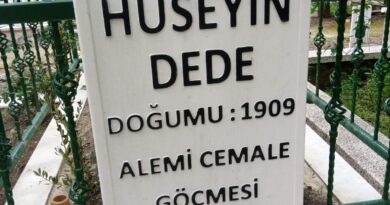 HÜSEYİN
DEDE
DOĞUMU : 1909
ALEMİ CEMALE
GÖÇMESİ